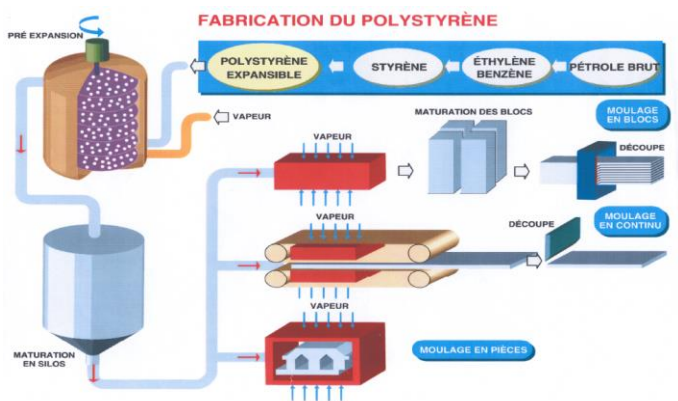 FABRICATION DU POLYSTYRÈNE
PRÉ EXPANSION
POLYSTYRÈNE
EXPANSIBLE
STYRÈNE
ÉTHYLÈNE
BENZÈNE
PÉTROLE BRUT
VAPEUR
MATURATION DES BLOCS
MOULAGE
EN BLOCS
VAPEUR
DÉCOUPE
VAPEUR
DÉCOUPE
MOULAGE
EN CONTINU
VAPEUR
MATURATION
EN SILOS
MOULAGE EN PIÈCES